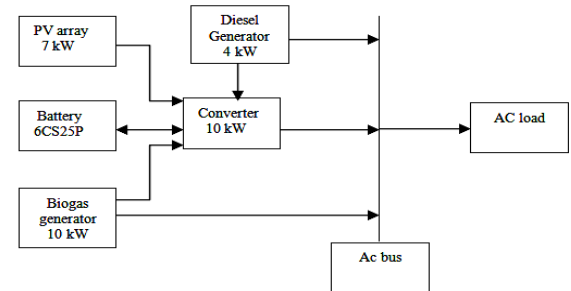 PV array
7 kW
Diesel
Generator
4 kW
Battery
6CS25P
Converter
10 kW
AC load
Biogas
generator
10 kW
Ac bus